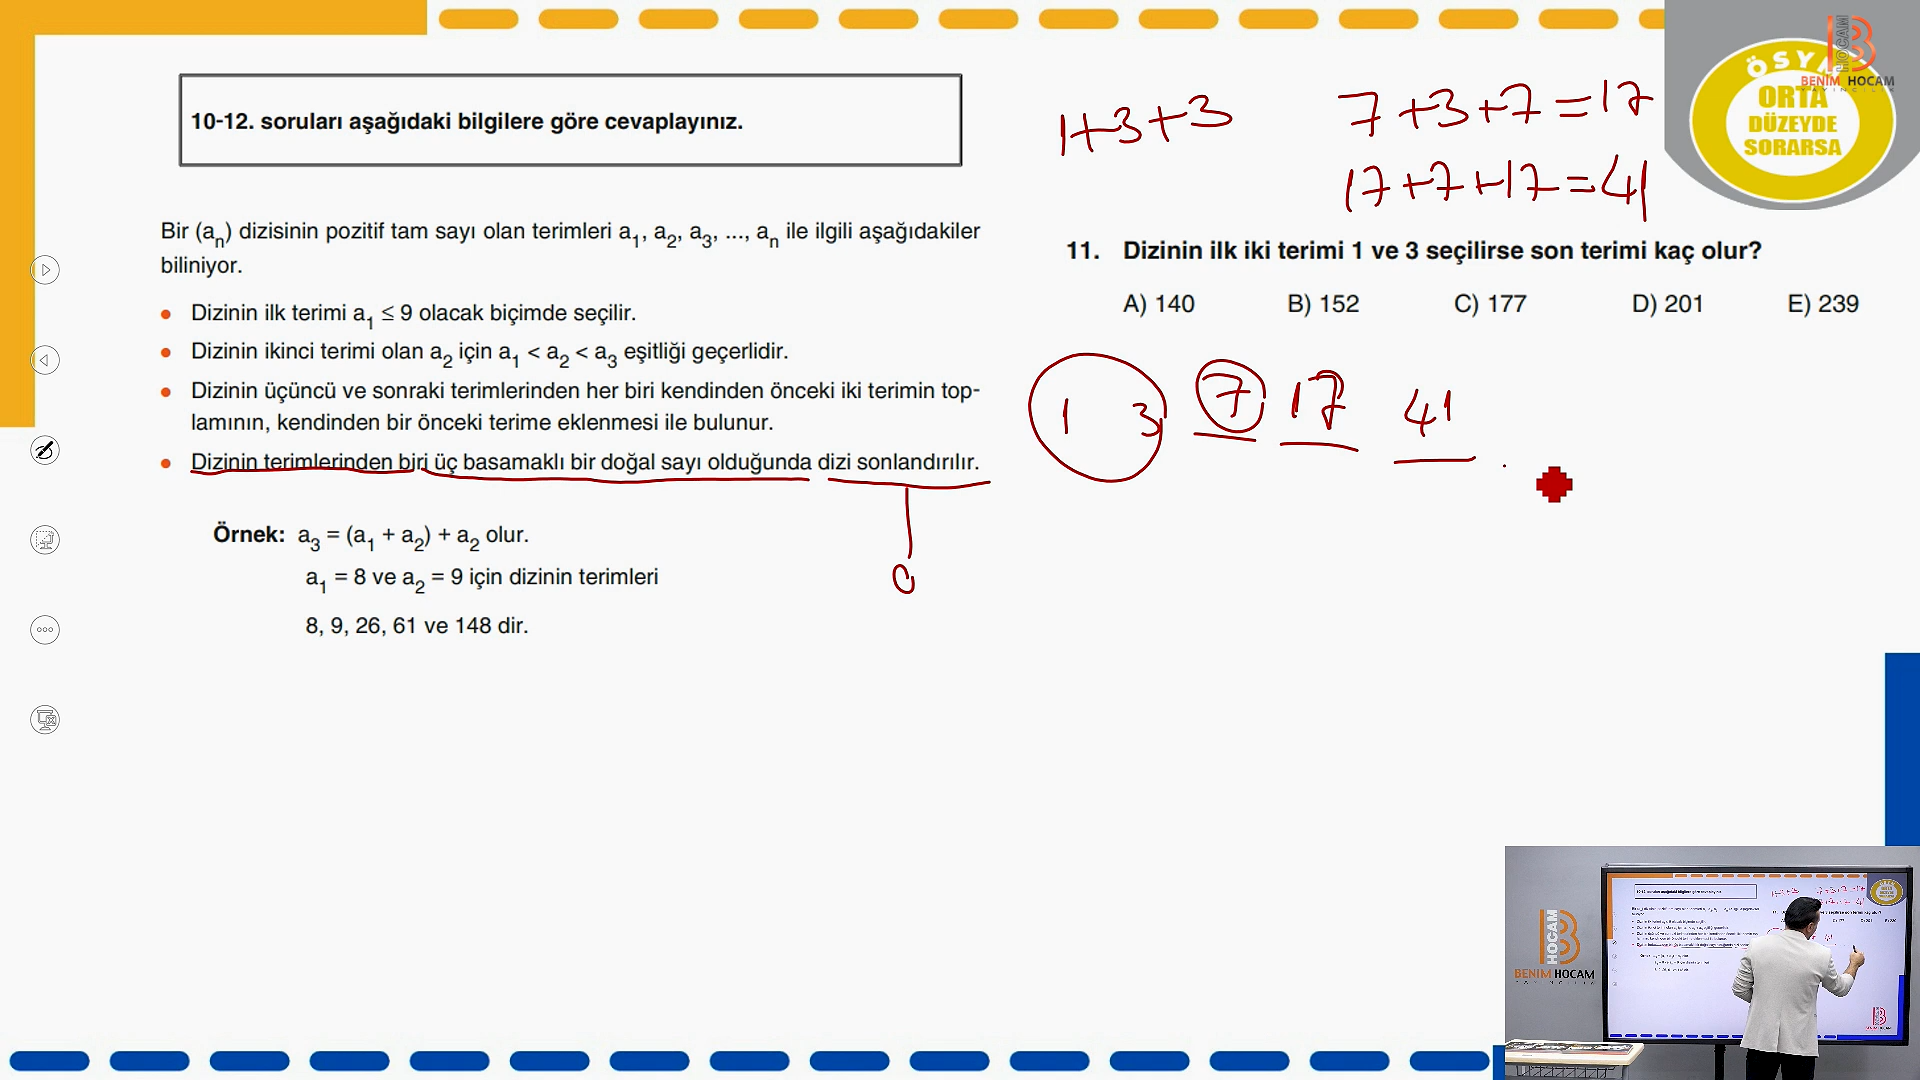 10-12. soruları aşağıdaki bilgilere göre cevaplayınız.
Bir (aₙ) dizisinin pozitif tam sayı olan terimleri a₁, a₂, a₃, ..., aₙ ile ilgili aşağıdakiler
biliniyor.
• Dizinin ilk terimi a₁ ≤ 9 olacak biçimde seçilir.
• Dizinin ikinci terimi olan a₂ için a₁ < a₂ < a₃ eşitliği geçerlidir.
• Dizinin üçüncü ve sonraki terimlerinden her biri kendinden önceki iki terimin top-
lamının, kendinden bir önceki terime eklenmesi ile bulunur.
• Dizinin terimlerinden biri üç basamaklı bir doğal sayı olduğunda dizi sonlandırılır.
Örnek: a₃ = (a₁ + a₂) + a₂ olur.
a₁ = 8 ve a₂ = 9 için dizinin terimleri
8, 9, 26, 61 ve 148 dir.
1+3+3
7+3+7=17
17+7+17=41
11. Dizinin ilk iki terimi 1 ve 3 seçilirse son terimi kaç olur?
A) 140 B) 152 C) 177 D) 201 E) 239
1 3 7 17 41
ORTA
DÜZEYDE
SORARSA
HOCAM
BENİM HOCAM
YAYINCILIK
HOCAM
BENİM HOCAM
YAYINCILIK